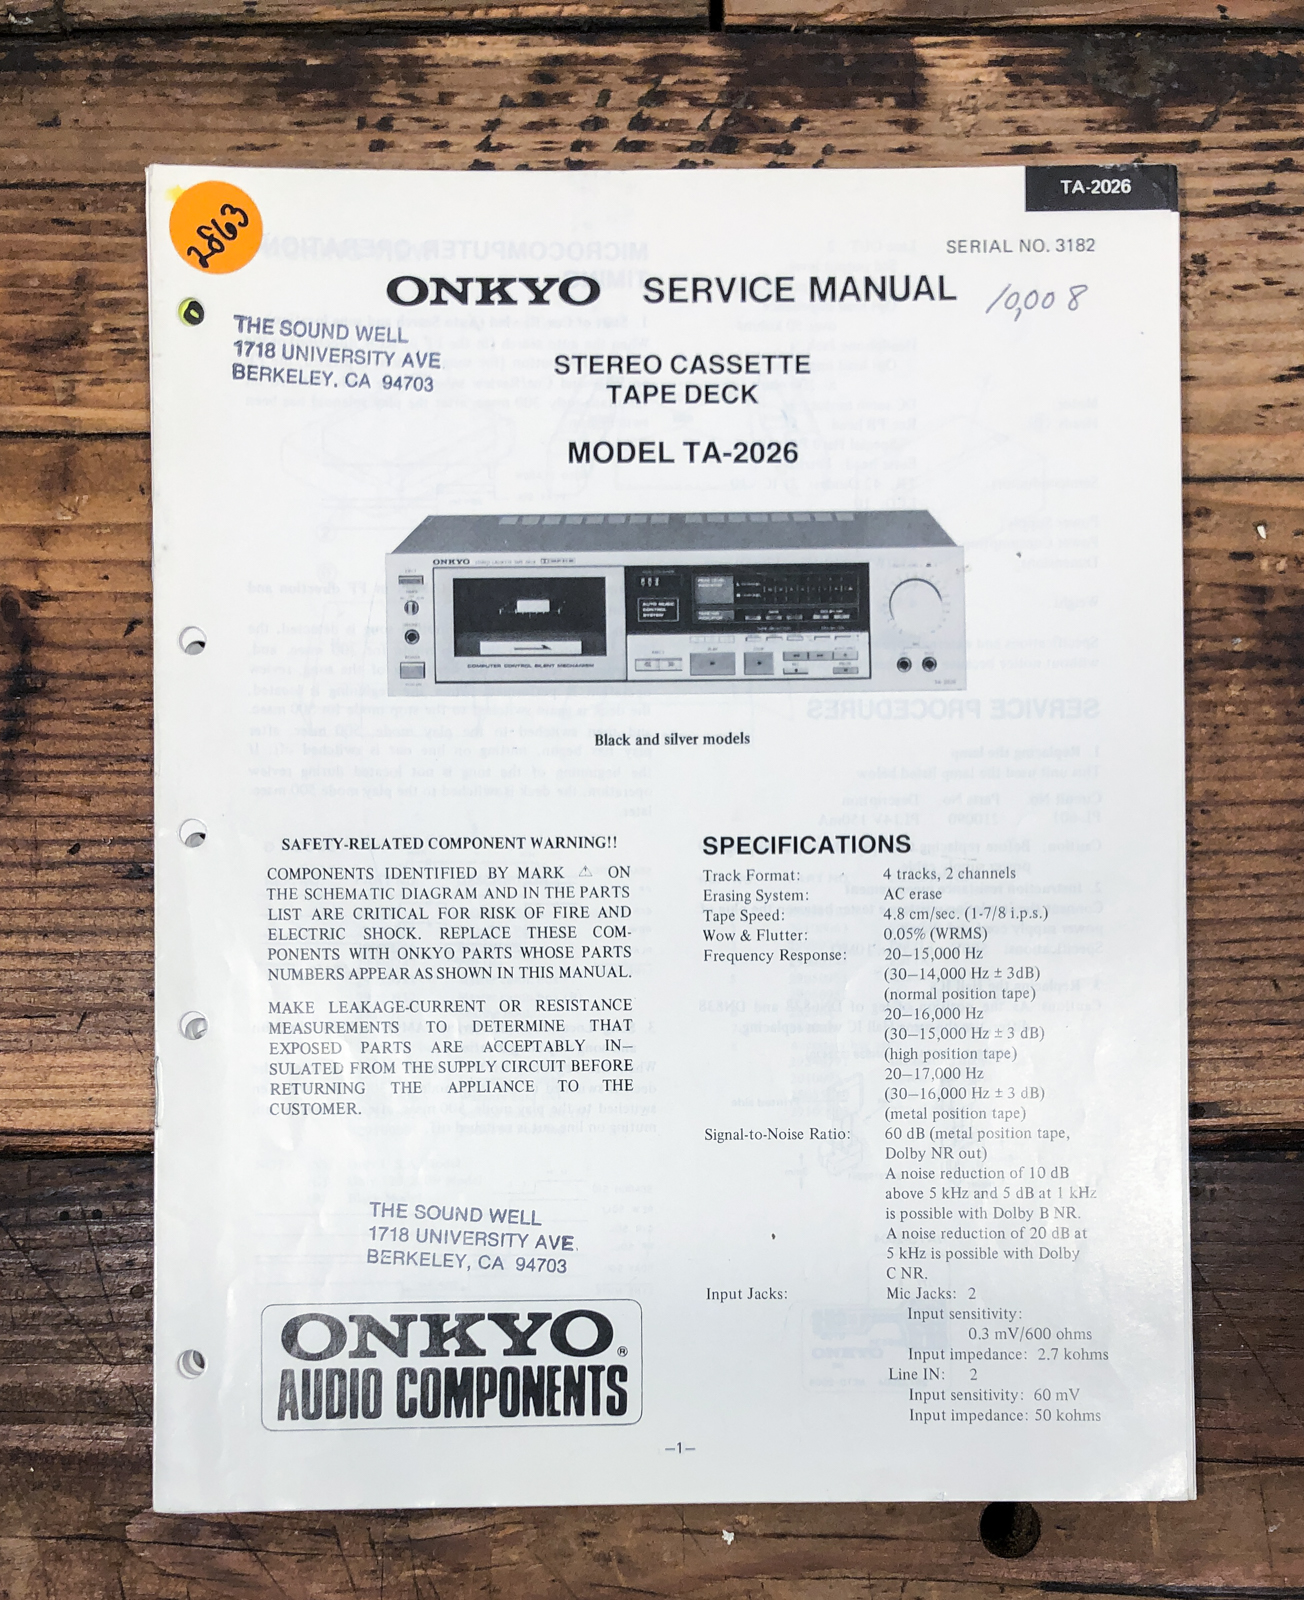 TA-2026
2863
SERIAL NO. 3182
ONKYO SERVICE MANUAL
10,008
THE SOUND WELL
1718 UNIVERSITY AVE.
BERKELEY, CA 94703
STEREO CASSETTE
TAPE DECK
MODEL TA-2026
ONKYO
AUTO MUSIC
CONTROL
SYSTEM
COMPUTER CONTROL SILENT MECHANISM
TA-2026
Black and silver models
SAFETY-RELATED COMPONENT WARNING!!
COMPONENTS IDENTIFIED BY MARK ⚠ ON
THE SCHEMATIC DIAGRAM AND IN THE PARTS
LIST ARE CRITICAL FOR RISK OF FIRE AND
ELECTRIC SHOCK. REPLACE THESE COM-
PONENTS WITH ONKYO PARTS WHOSE PARTS
NUMBERS APPEAR AS SHOWN IN THIS MANUAL.
MAKE LEAKAGE-CURRENT OR RESISTANCE
MEASUREMENTS TO DETERMINE THAT
EXPOSED PARTS ARE ACCEPTABLY IN–
SULATED FROM THE SUPPLY CIRCUIT BEFORE
RETURNING THE APPLIANCE TO THE
CUSTOMER.
THE SOUND WELL
1718 UNIVERSITY AVE.
BERKELEY, CA 94703
ONKYO®
AUDIO COMPONENTS
SPECIFICATIONS
Track Format: 4 tracks, 2 channels
Erasing System: AC erase
Tape Speed: 4.8 cm/sec. (1-7/8 i.p.s.)
Wow & Flutter: 0.05% (WRMS)
Frequency Response: 20–15,000 Hz
(30–14,000 Hz ± 3dB)
(normal position tape)
20–16,000 Hz
(30–15,000 Hz ± 3 dB)
(high position tape)
20–17,000 Hz
(30–16,000 Hz ± 3 dB)
(metal position tape)
Signal-to-Noise Ratio: 60 dB (metal position tape,
Dolby NR out)
A noise reduction of 10 dB
above 5 kHz and 5 dB at 1 kHz
is possible with Dolby B NR.
A noise reduction of 20 dB at
5 kHz is possible with Dolby
C NR.
Input Jacks: Mic Jacks: 2
Input sensitivity:
0.3 mV/600 ohms
Input impedance: 2.7 kohms
Line IN: 2
Input sensitivity: 60 mV
Input impedance: 50 kohms
–1–